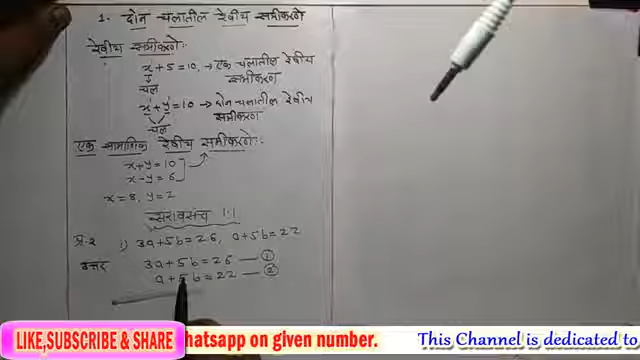 1. दोन चलातील रेषीय समीकरणे
रेषीय समीकरणे :-
x + 5 = 10, → एक चलातील रेषीय
समीकरण
चल
x + y = 10 → दोन चलातील रेषीय
समीकरण
चल
एक सामायिक रेषीय समीकरणे :-
x + y = 10
x - y = 6
x = 8, y = 2
सरावसंच 1.1
प्र.2 i) 3a + 5b = 26, a + 5b = 22
उत्तर 3a + 5b = 26 — ①
a + 5b = 22 — ②
LIKE,SUBSCRIBE & SHARE hatsapp on given number. This Channel is dedicated to